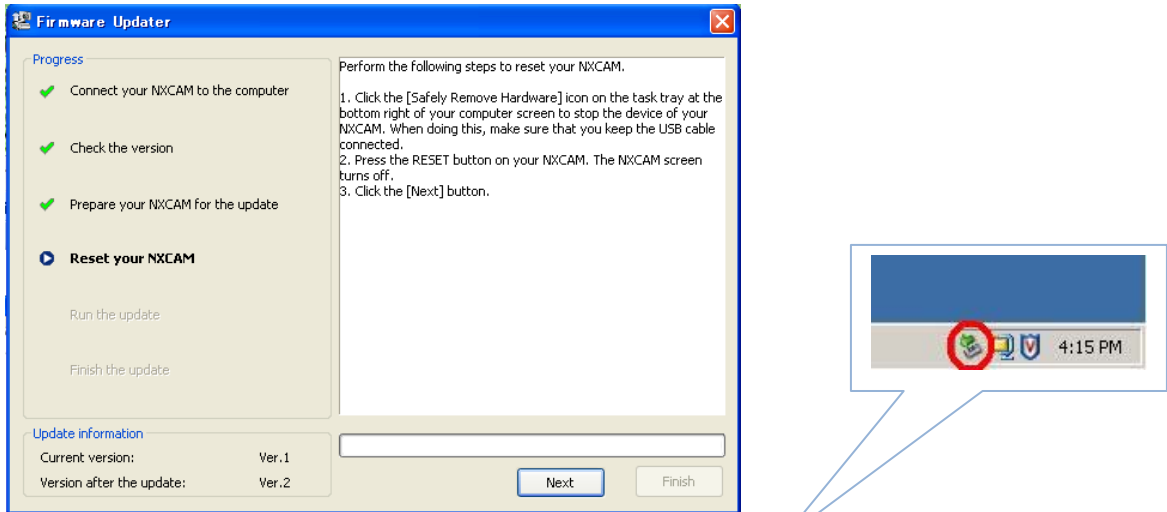 Firmware Updater
Progress
Connect your NXCAM to the computer
Check the version
Prepare your NXCAM for the update
Reset your NXCAM
Run the update
Finish the update
Perform the following steps to reset your NXCAM.
1. Click the [Safely Remove Hardware] icon on the task tray at the
bottom right of your computer screen to stop the device of your
NXCAM. When doing this, make sure that you keep the USB cable
connected.
2. Press the RESET button on your NXCAM. The NXCAM screen
turns off.
3. Click the [Next] button.
Update information
Current version: Ver.1
Version after the update: Ver.2
Next
Finish
V
4:15 PM